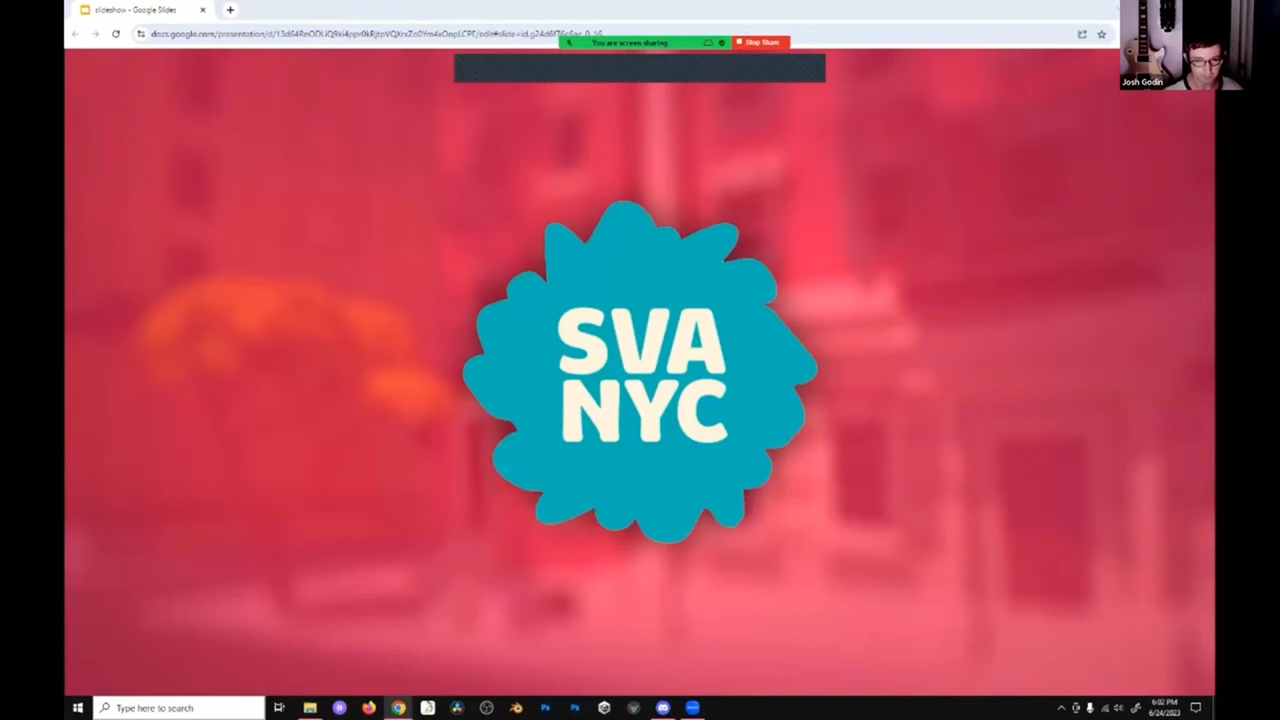 slideshow - Google Slides
You are screen sharing
Stop Share
Josh Godin
SVA
NYC
Type here to search
6:02 PM
6/24/2023